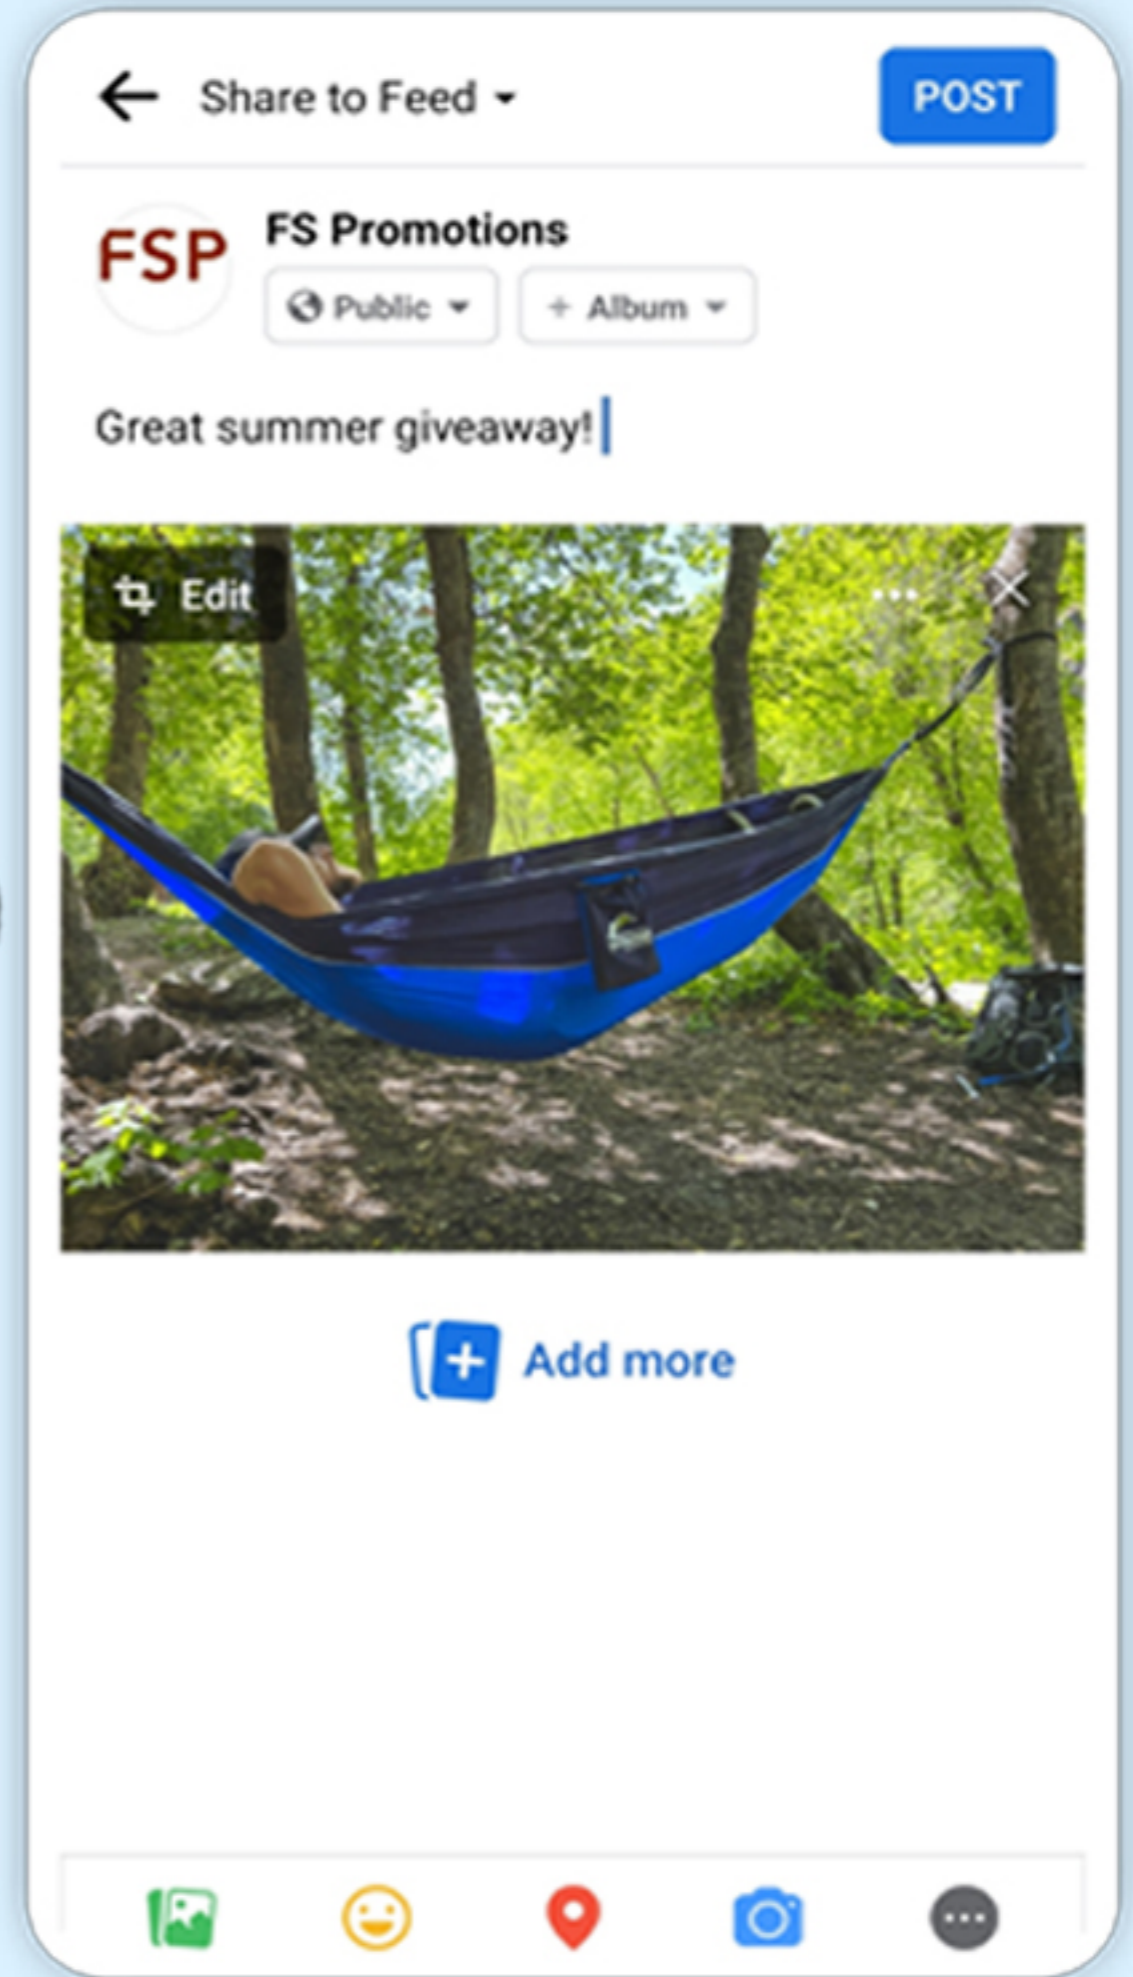 Share to Feed
POST
FSP
FS Promotions
Public
+ Album
Great summer giveaway!
Edit
Add more